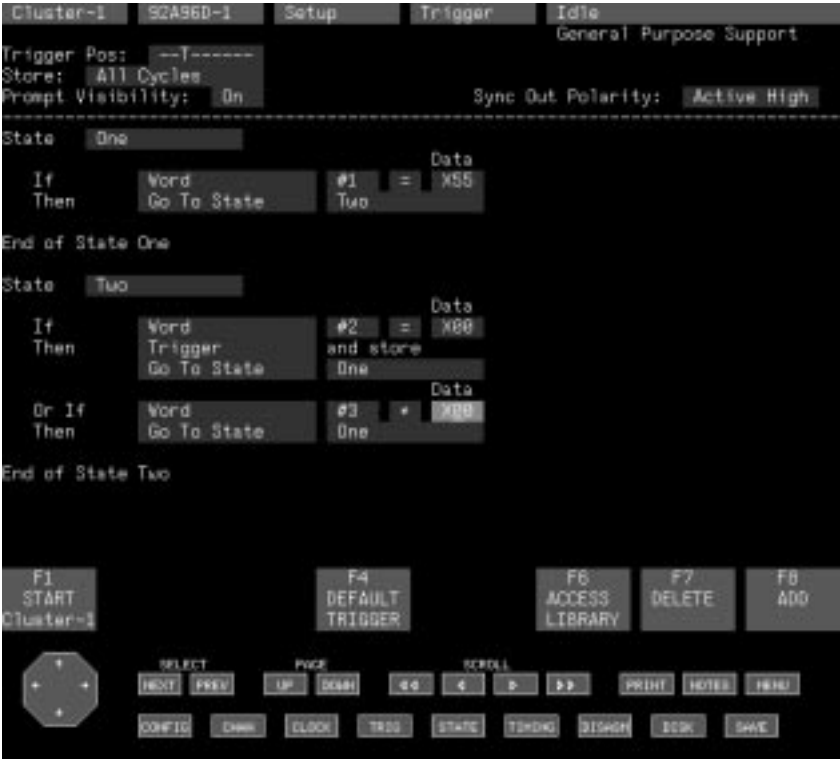 Cluster-1 92A96D-1 Setup Trigger Idle
General Purpose Support
Trigger Pos: --T------
Store: All Cycles
Prompt Visibility: On Sync Out Polarity: Active High
State One
Data
If Word #1 = X55
Then Go To State Two
End of State One
State Two
Data
If Word #2 = X00
Then Trigger and store
Go To State One
Data
Or If Word #3 ≠ X00
Then Go To State One
End of State Two
F1 F4 F6 F7 F8
START DEFAULT ACCESS DELETE ADD
Cluster-1 TRIGGER LIBRARY
SELECT PAGE SCROLL
NEXT PREV UP DOWN PRINT NOTES MENU
CONFIG CHAN CLOCK TRIG STATE TIMING DISASM DISK SAVE